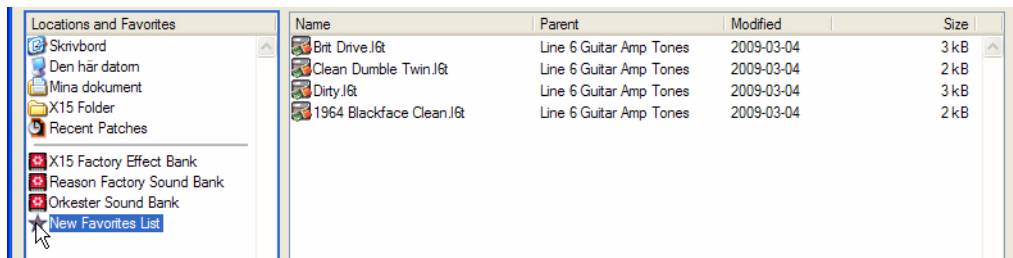 Locations and Favorites
Skrivbord
Den här datorn
Mina dokument
X15 Folder
Recent Patches
X15 Factory Effect Bank
Reason Factory Sound Bank
Orkester Sound Bank
New Favorites List
Name Parent Modified Size
Brit Drive.l6t Line 6 Guitar Amp Tones 2009-03-04 3 kB
Clean Dumble Twin.l6t Line 6 Guitar Amp Tones 2009-03-04 2 kB
Dirty.l6t Line 6 Guitar Amp Tones 2009-03-04 3 kB
1964 Blackface Clean.l6t Line 6 Guitar Amp Tones 2009-03-04 2 kB